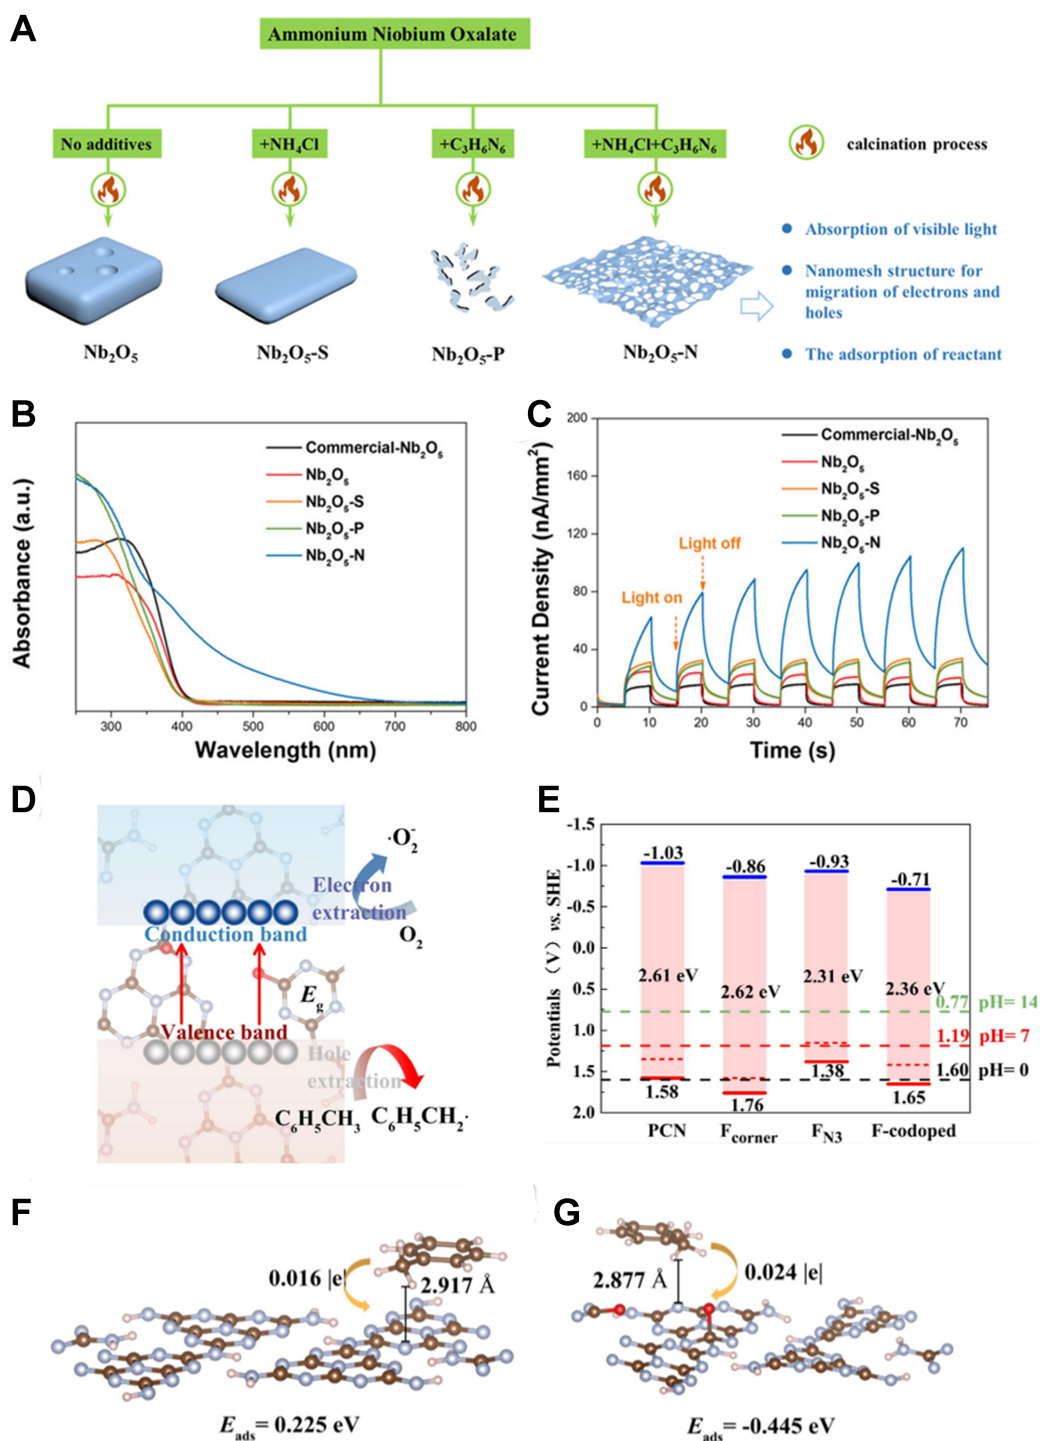 A
Ammonium Niobium Oxalate
No additives
+NH₄Cl
+C₃H₆N₆
+NH₄Cl+C₃H₆N₆
calcination process
Nb₂O₅
Nb₂O₅-S
Nb₂O₅-P
Nb₂O₅-N
• Absorption of visible light
• Nanomesh structure for
migration of electrons and
holes
• The adsorption of reactant
B
Absorbance (a.u.)
Commercial-Nb₂O₅
Nb₂O₅
Nb₂O₅-S
Nb₂O₅-P
Nb₂O₅-N
300 400 500 600 700 800
Wavelength (nm)
C
Current Density (nA/mm²)
200
160
120
80
40
0
Commercial-Nb₂O₅
Nb₂O₅
Nb₂O₅-S
Nb₂O₅-P
Nb₂O₅-N
Light off
Light on
0 10 20 30 40 50 60 70
Time (s)
D
·O₂⁻
Electron
extraction
O₂
Conduction band
E_g
Valence band
Hole
extraction
C₆H₅CH₃ C₆H₅CH₂·
E
Potentials (V) vs. SHE
-1.5
-1.0
-0.5
0.0
0.5
1.0
1.5
2.0
-1.03
-0.86
-0.93
-0.71
2.61 eV
2.62 eV
2.31 eV
2.36 eV
0.77 pH= 14
1.19 pH= 7
1.60 pH= 0
1.58
1.76
1.38
1.65
PCN
F_corner
F_N3
F-codoped
F
0.016 |e|
2.917 Å
E_ads= 0.225 eV
G
2.877 Å
0.024 |e|
E_ads= -0.445 eV